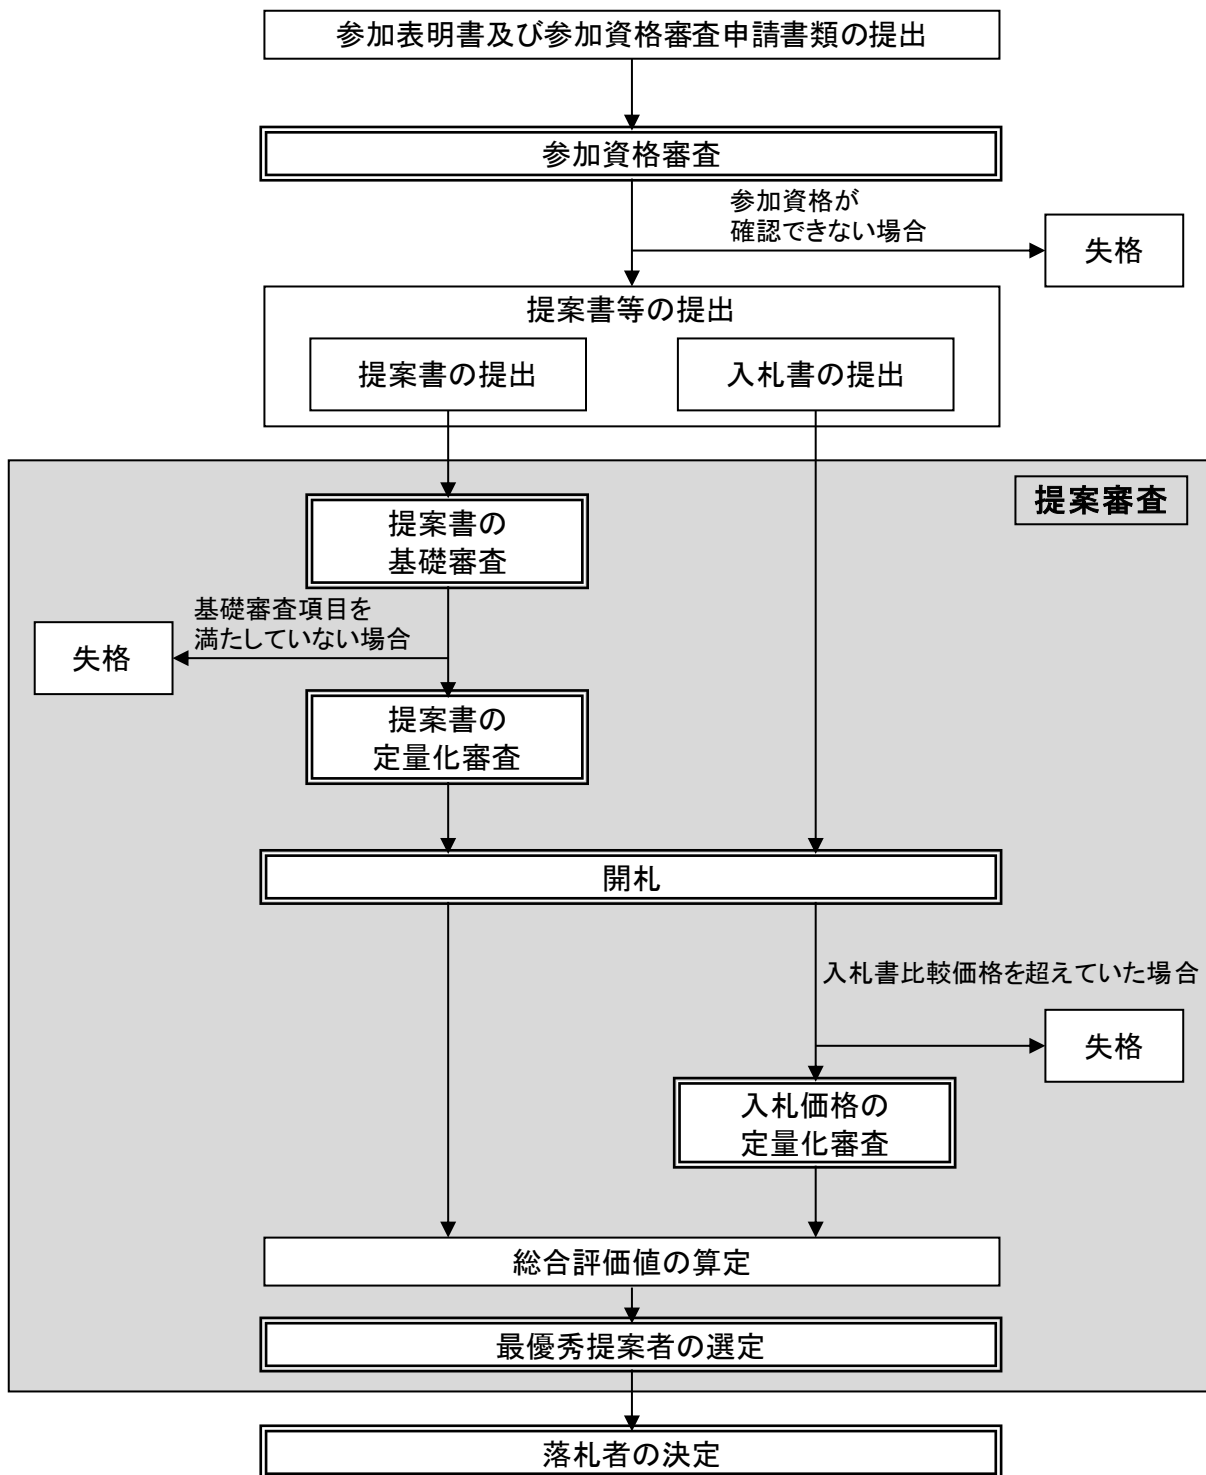 参加表明書及び参加資格審査申請書類の提出
参加資格審査
参加資格が
確認できない場合
失格
提案書等の提出
提案書の提出
入札書の提出
提案審査
提案書の
基礎審査
基礎審査項目を
満たしていない場合
失格
提案書の
定量化審査
開札
入札書比較価格を超えていた場合
失格
入札価格の
定量化審査
総合評価値の算定
最優秀提案者の選定
落札者の決定